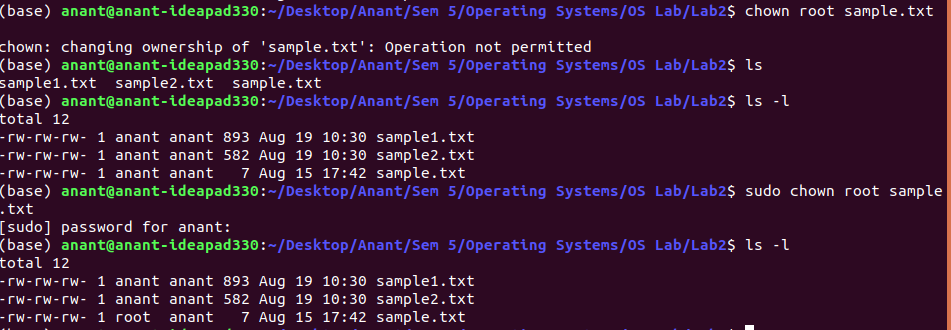 (base) anant@anant-ideapad330:~/Desktop/Anant/Sem 5/Operating Systems/OS Lab/Lab2$ chown root sample.txt
chown: changing ownership of 'sample.txt': Operation not permitted
(base) anant@anant-ideapad330:~/Desktop/Anant/Sem 5/Operating Systems/OS Lab/Lab2$ ls
sample1.txt  sample2.txt  sample.txt
(base) anant@anant-ideapad330:~/Desktop/Anant/Sem 5/Operating Systems/OS Lab/Lab2$ ls -l
total 12
-rw-rw-rw- 1 anant anant 893 Aug 19 10:30 sample1.txt
-rw-rw-rw- 1 anant anant 582 Aug 19 10:30 sample2.txt
-rw-rw-rw- 1 anant anant   7 Aug 15 17:42 sample.txt
(base) anant@anant-ideapad330:~/Desktop/Anant/Sem 5/Operating Systems/OS Lab/Lab2$ sudo chown root sample
.txt
[sudo] password for anant:
(base) anant@anant-ideapad330:~/Desktop/Anant/Sem 5/Operating Systems/OS Lab/Lab2$ ls -l
total 12
-rw-rw-rw- 1 anant anant 893 Aug 19 10:30 sample1.txt
-rw-rw-rw- 1 anant anant 582 Aug 19 10:30 sample2.txt
-rw-rw-rw- 1 root  anant   7 Aug 15 17:42 sample.txt